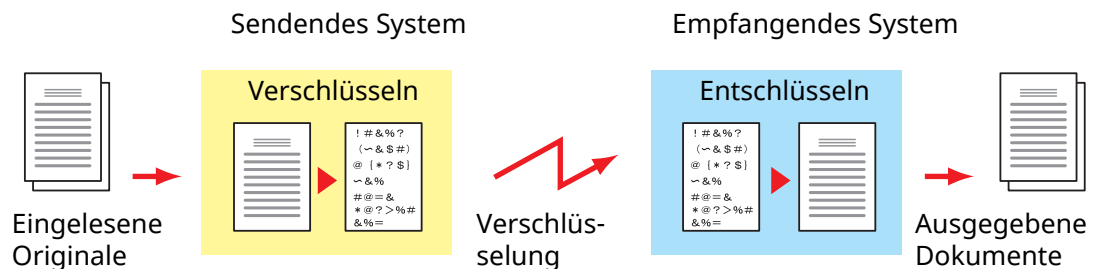 Sendendes System
Empfangendes System
Verschlüsseln
Entschlüsseln
!#&%?
(~&$#)
@{*?$}
~&%
#@=&
*@?>%#
&%=
!#&%?
(~&$#)
@{*?$}
~&%
#@=&
*@?>%#
&%=
Eingelesene
Originale
Verschlüs-
selung
Ausgegebene
Dokumente